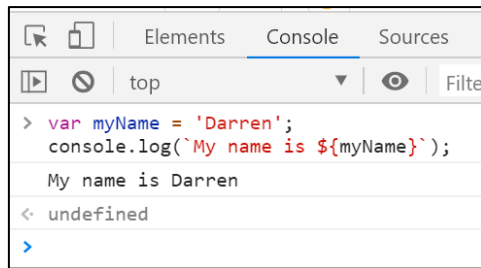 Elements Console Sources
top Filte
> var myName = 'Darren';
console.log(`My name is ${myName}`);
My name is Darren
undefined
>